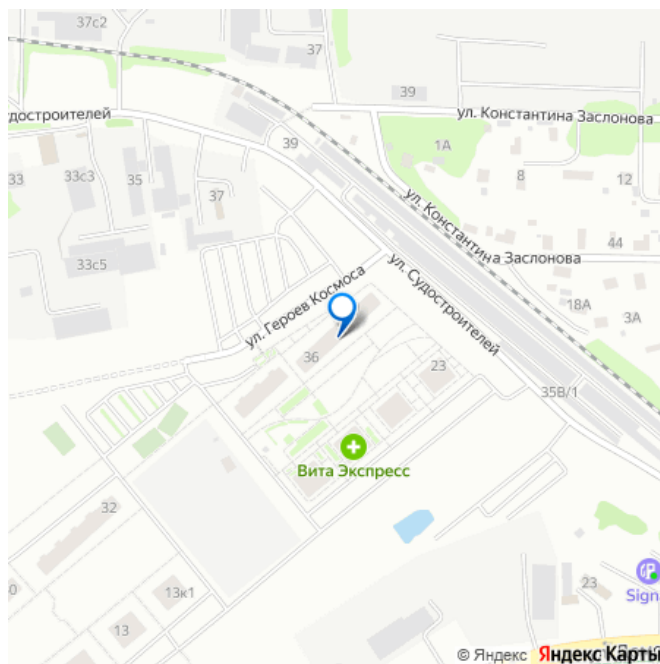 37с2
37
39
ул. Константина Заслонова
достроителей
1А
39
33
33с3
35
8
12
37
ул. Константина Заслонова
44
33с5
ул. Судостроителей
ул. Героев Космоса
18А
3А
36
23
35В/1
Вита Экспресс
32
13к1
23
Signa
13
© Яндекс Яндекс Карты